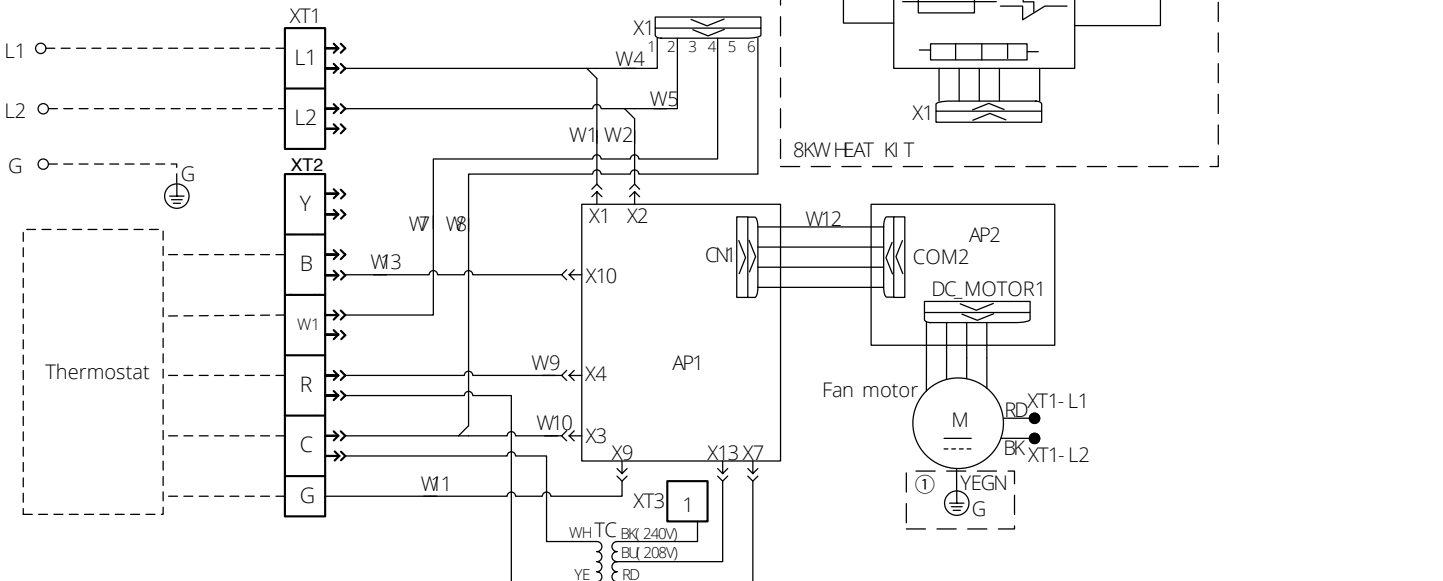 XT1
L1
L1
L2
L2
G
G
XT2
Y
B
W1
R
C
G
Thermostat
X1
1 2 3 4 5 6
W4
W5
W1
W2
W7
W8
W13
W9
W10
W11
X1
X2
X10
X4
X3
X9
X13
X7
AP1
CN1
W12
COM2
AP2
DC_MOTOR1
Fan motor
M
RD
XT1-L1
BK
XT1-L2
① YEGN
G
XT3
1
WH
TC
BK(240V)
BU(208V)
YE
RD
X1
8KW HEAT KIT